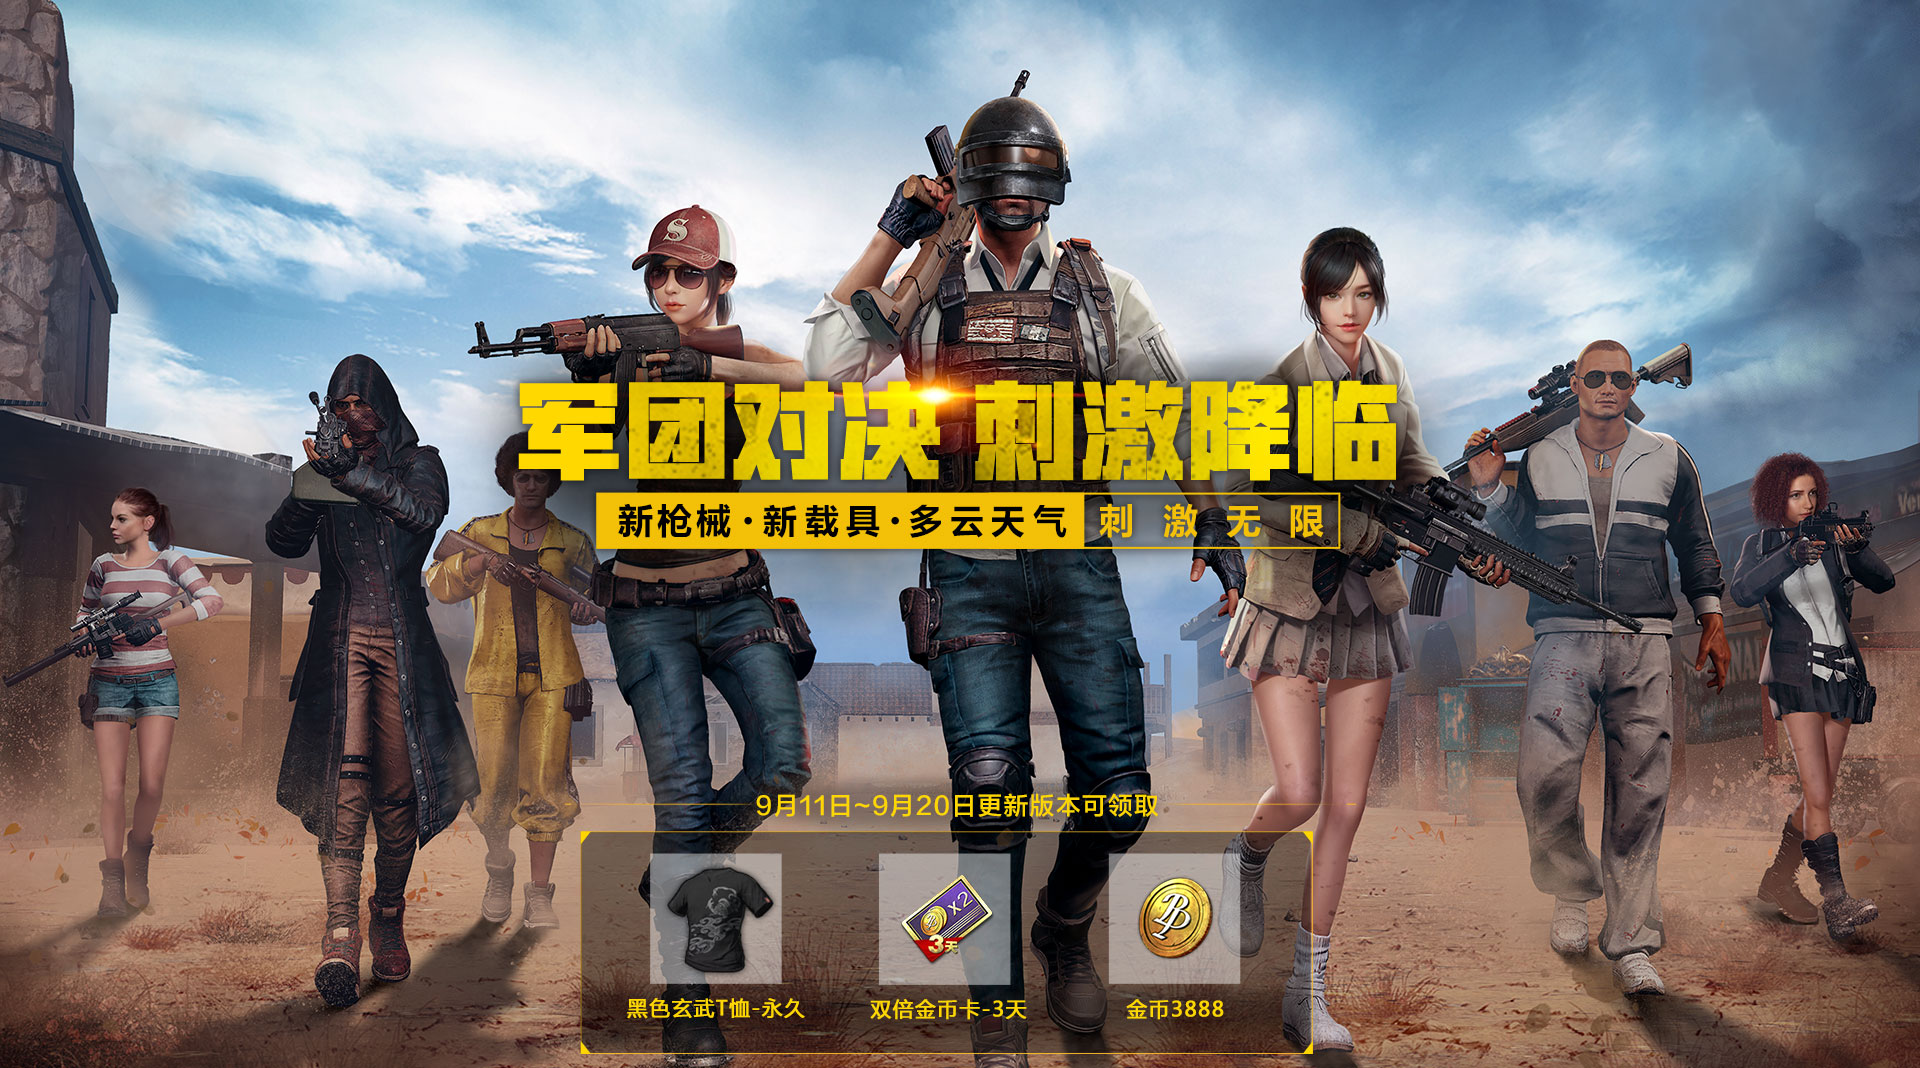 S
军团对决 刺激降临
新枪械·新载具·多云天气 刺激无限
9月11日~9月20日更新版本可领取
X2
3天
黑色玄武T恤-永久
双倍金币卡-3天
金币3888